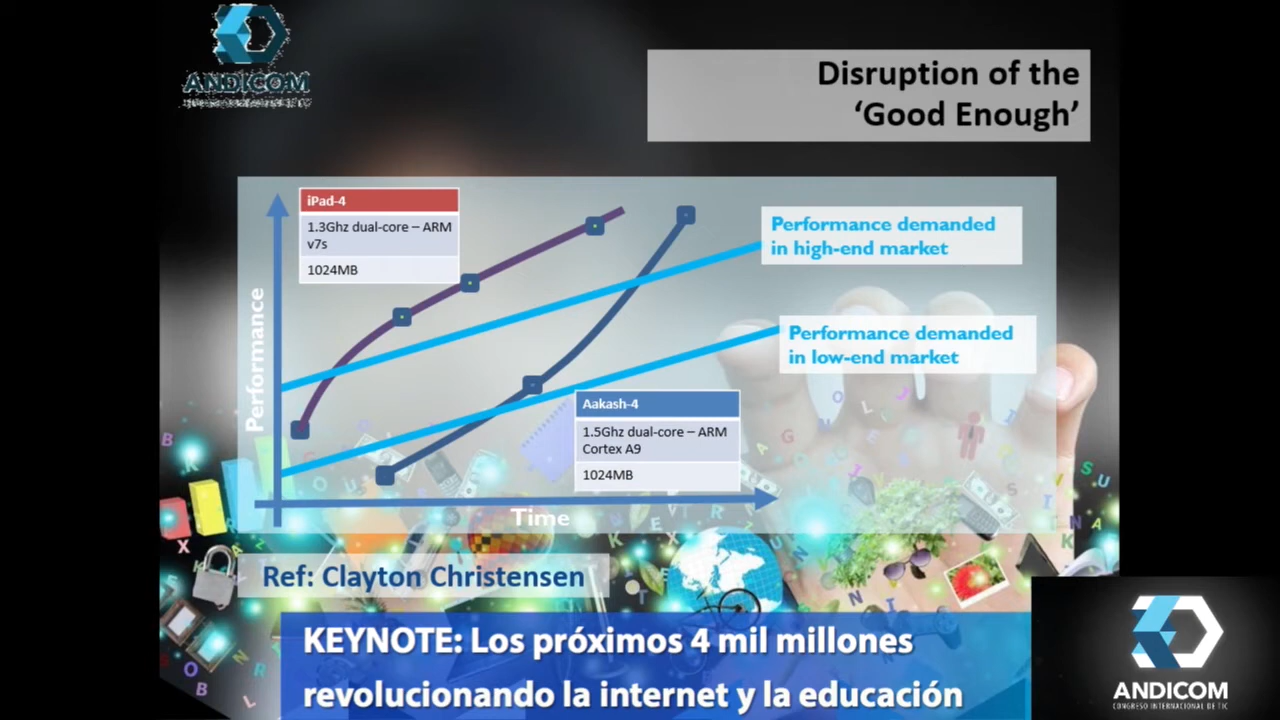 ANDICOM
Disruption of the
‘Good Enough’
iPad-4
1.3Ghz dual-core – ARM
v7s
1024MB
Performance demanded
in high-end market
Performance demanded
in low-end market
Performance
Aakash-4
1.5Ghz dual-core – ARM
Cortex A9
1024MB
Time
Ref: Clayton Christensen
KEYNOTE: Los próximos 4 mil millones
revolucionando la internet y la educación
ANDICOM
CONGRESO INTERNACIONAL DE TIC